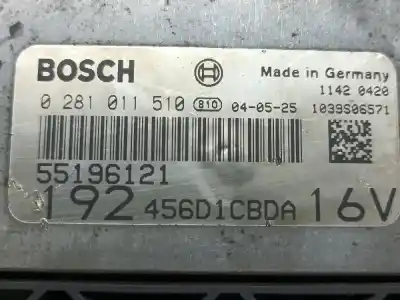 BOSCH Made in Germany
1142 0420
0 281 011 510 810 04-05-25 1039S06571
55196121
192 456D1CBDA 16V